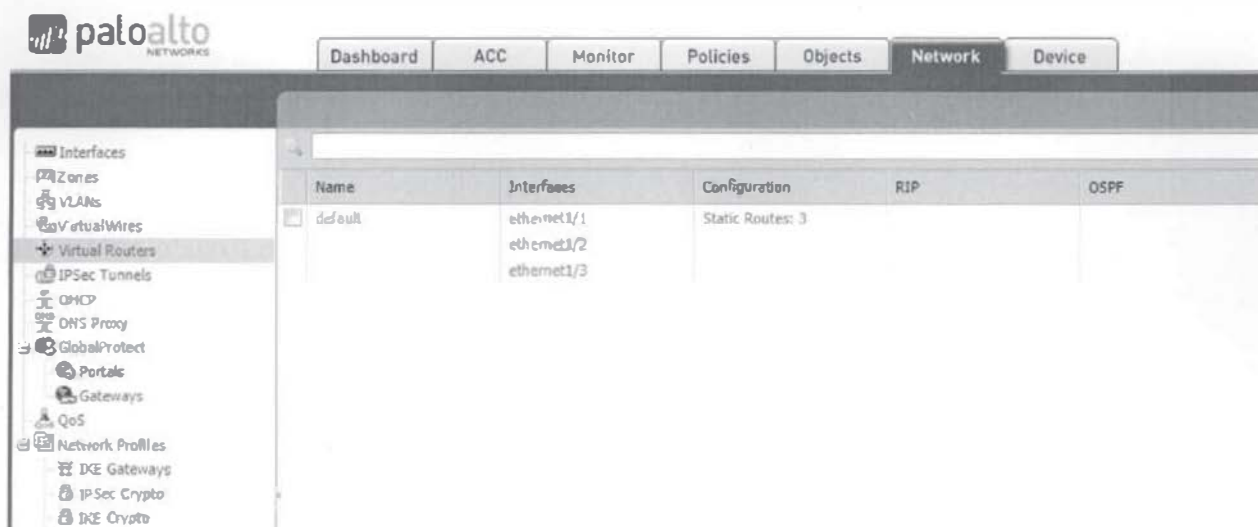 paloalto
NETWORKS
Dashboard ACC Monitor Policies Objects Network Device
Interfaces
Zones
VLANs
Virtual Wires
Virtual Routers
IPSec Tunnels
DHCP
DNS Proxy
GlobalProtect
Portals
Gateways
QoS
Network Profiles
IKE Gateways
IPSec Crypto
IKE Crypto
Name Interfaces Configuration RIP OSPF
default ethernet1/1 Static Routes: 3
ethernet1/2
ethernet1/3